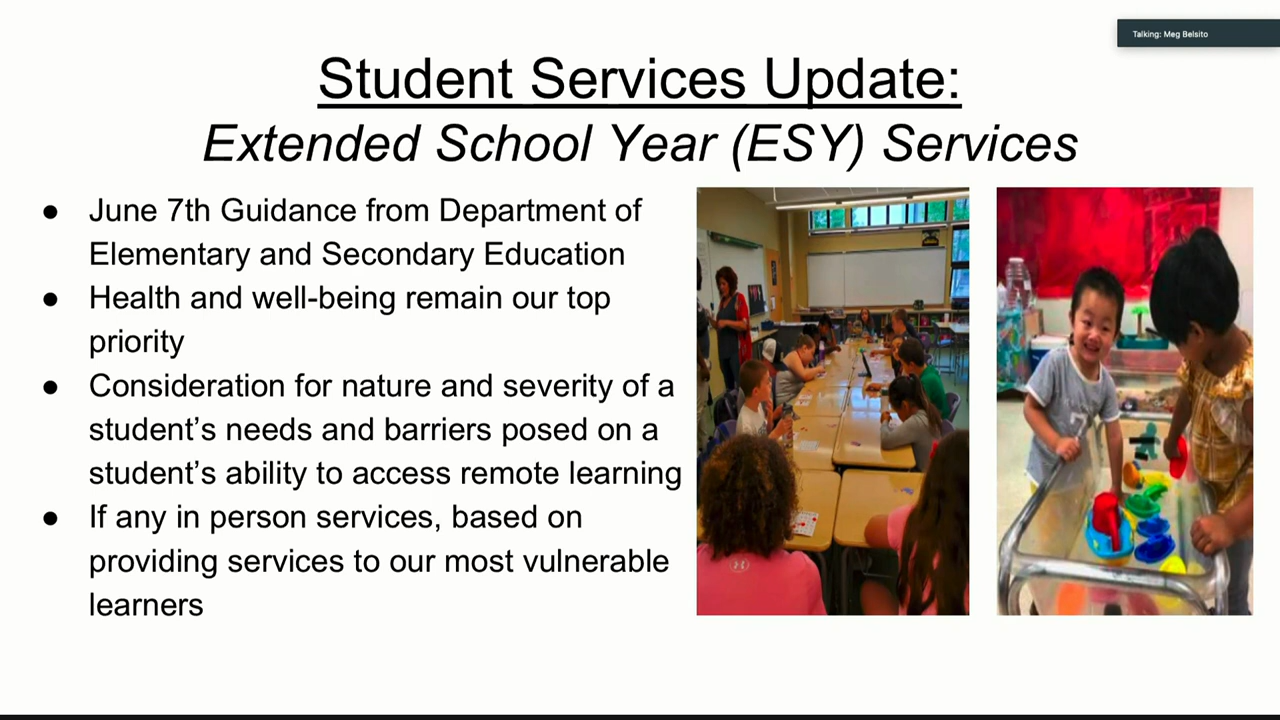 Talking: Meg Belsito
Student Services Update:
Extended School Year (ESY) Services
● June 7th Guidance from Department of
Elementary and Secondary Education
● Health and well-being remain our top
priority
● Consideration for nature and severity of a
student’s needs and barriers posed on a
student’s ability to access remote learning
● If any in person services, based on
providing services to our most vulnerable
learners